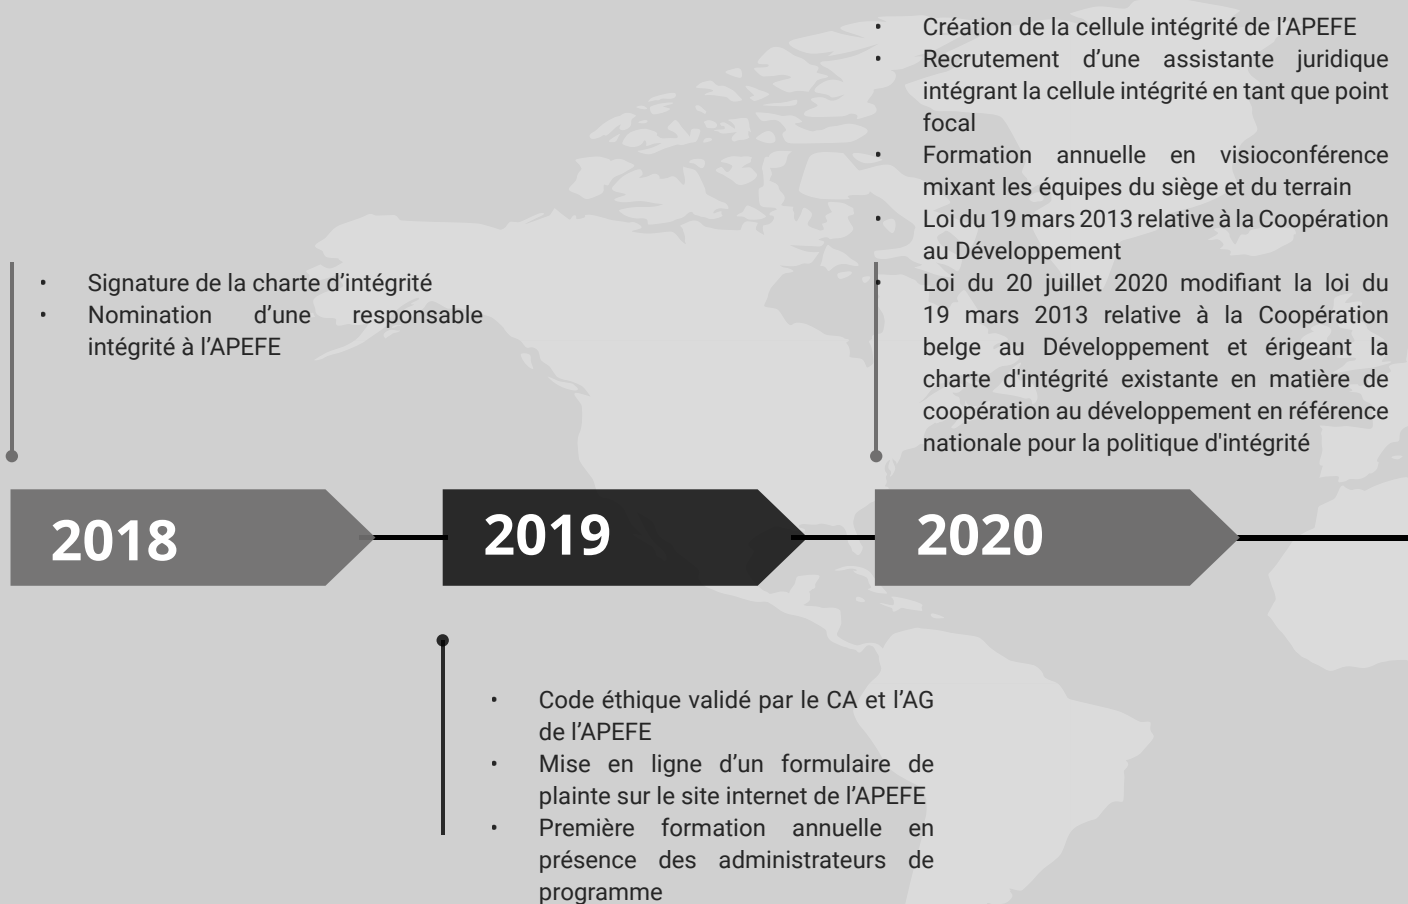 • Création de la cellule intégrité de l’APEFE
• Recrutement d’une assistante juridique
intégrant la cellule intégrité en tant que point
focal
• Formation annuelle en visioconférence
mixant les équipes du siège et du terrain
• Loi du 19 mars 2013 relative à la Coopération
au Développement
• Loi du 20 juillet 2020 modifiant la loi du
19 mars 2013 relative à la Coopération
belge au Développement et érigeant la
charte d'intégrité existante en matière de
coopération au développement en référence
nationale pour la politique d'intégrité
• Signature de la charte d’intégrité
• Nomination d’une responsable
intégrité à l’APEFE
2018
2019
2020
• Code éthique validé par le CA et l’AG
de l’APEFE
• Mise en ligne d’un formulaire de
plainte sur le site internet de l’APEFE
• Première formation annuelle en
présence des administrateurs de
programme